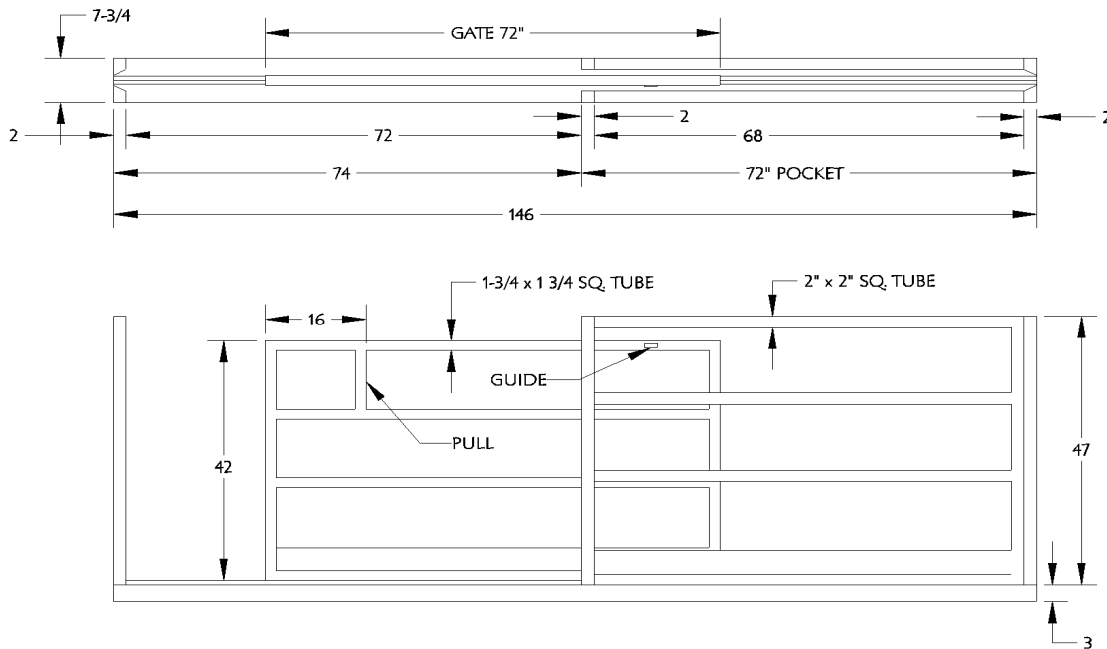 7-3/4
GATE 72"
2
72
2
68
2
74
72" POCKET
146
1-3/4 x 1 3/4 SQ. TUBE
2" x 2" SQ. TUBE
16
GUIDE
PULL
42
47
3